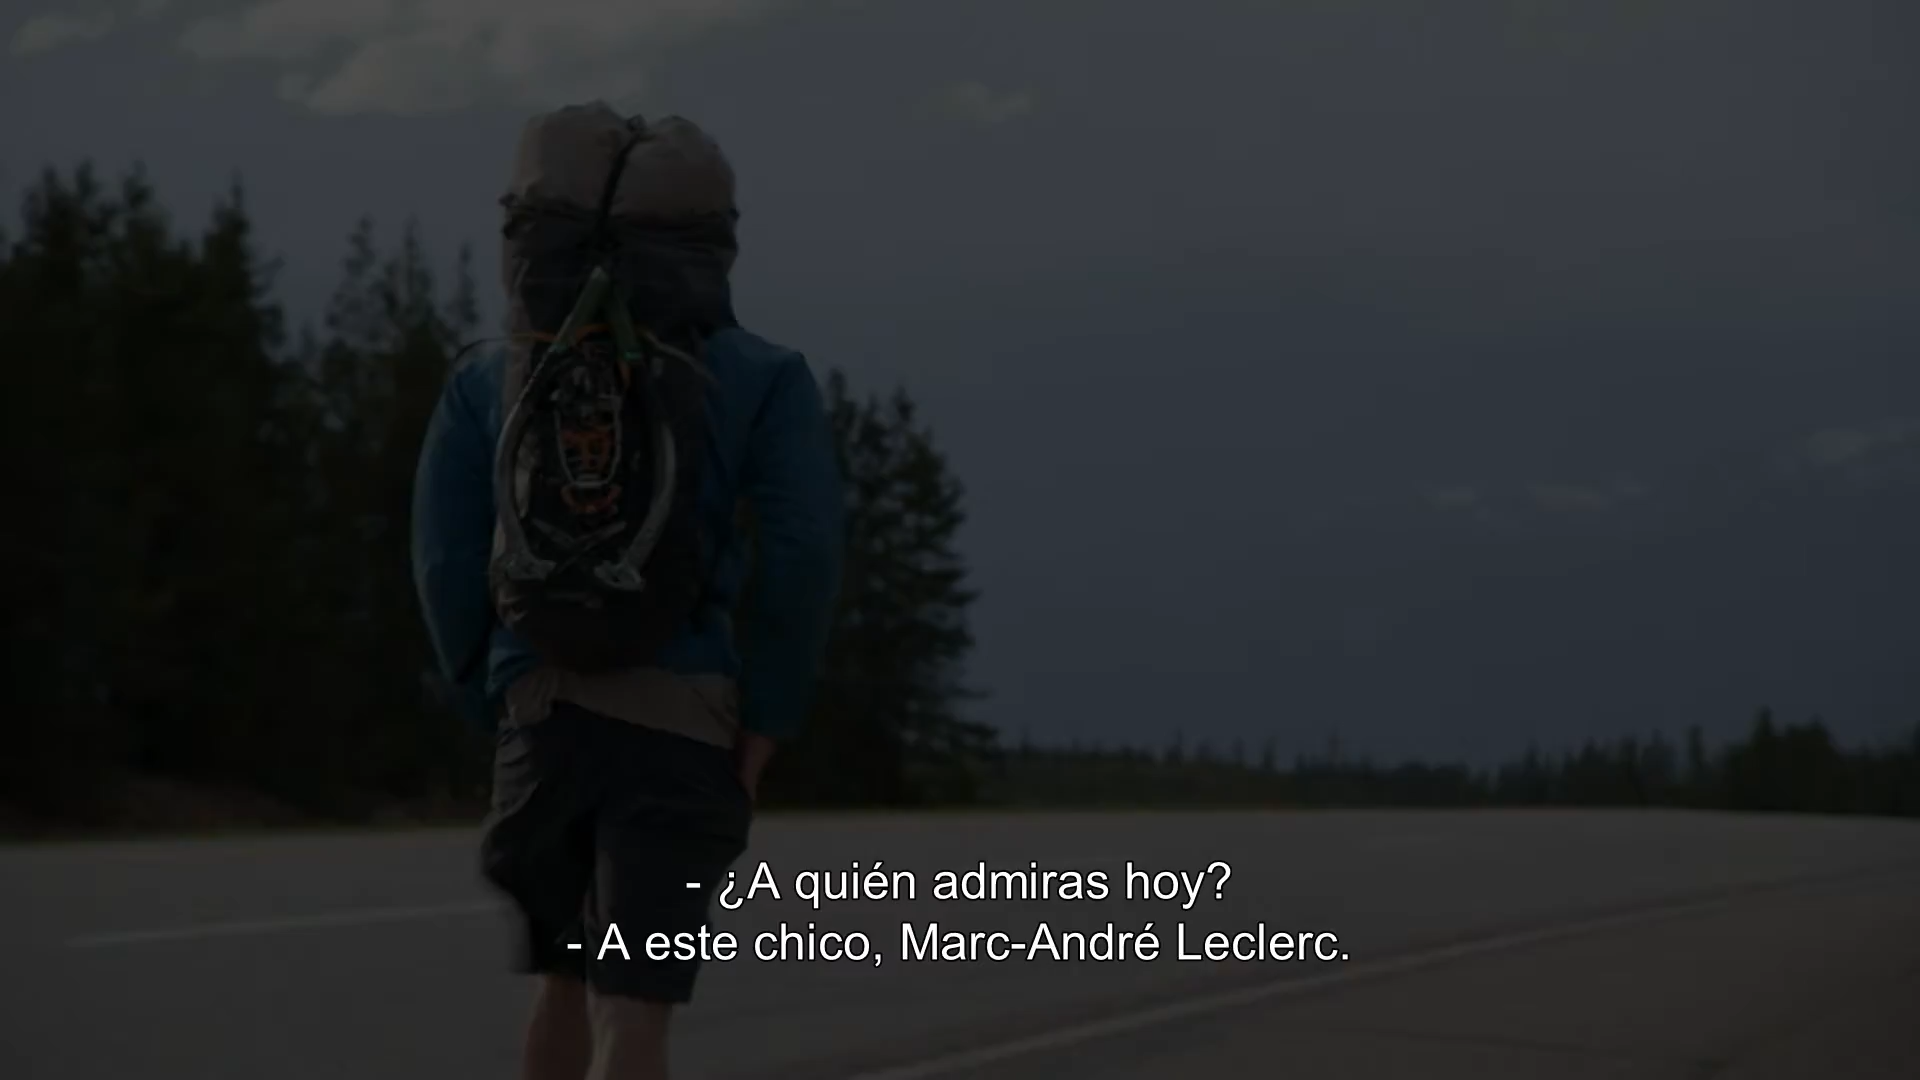 - ¿A quién admiras hoy?
- A este chico, Marc-André Leclerc.